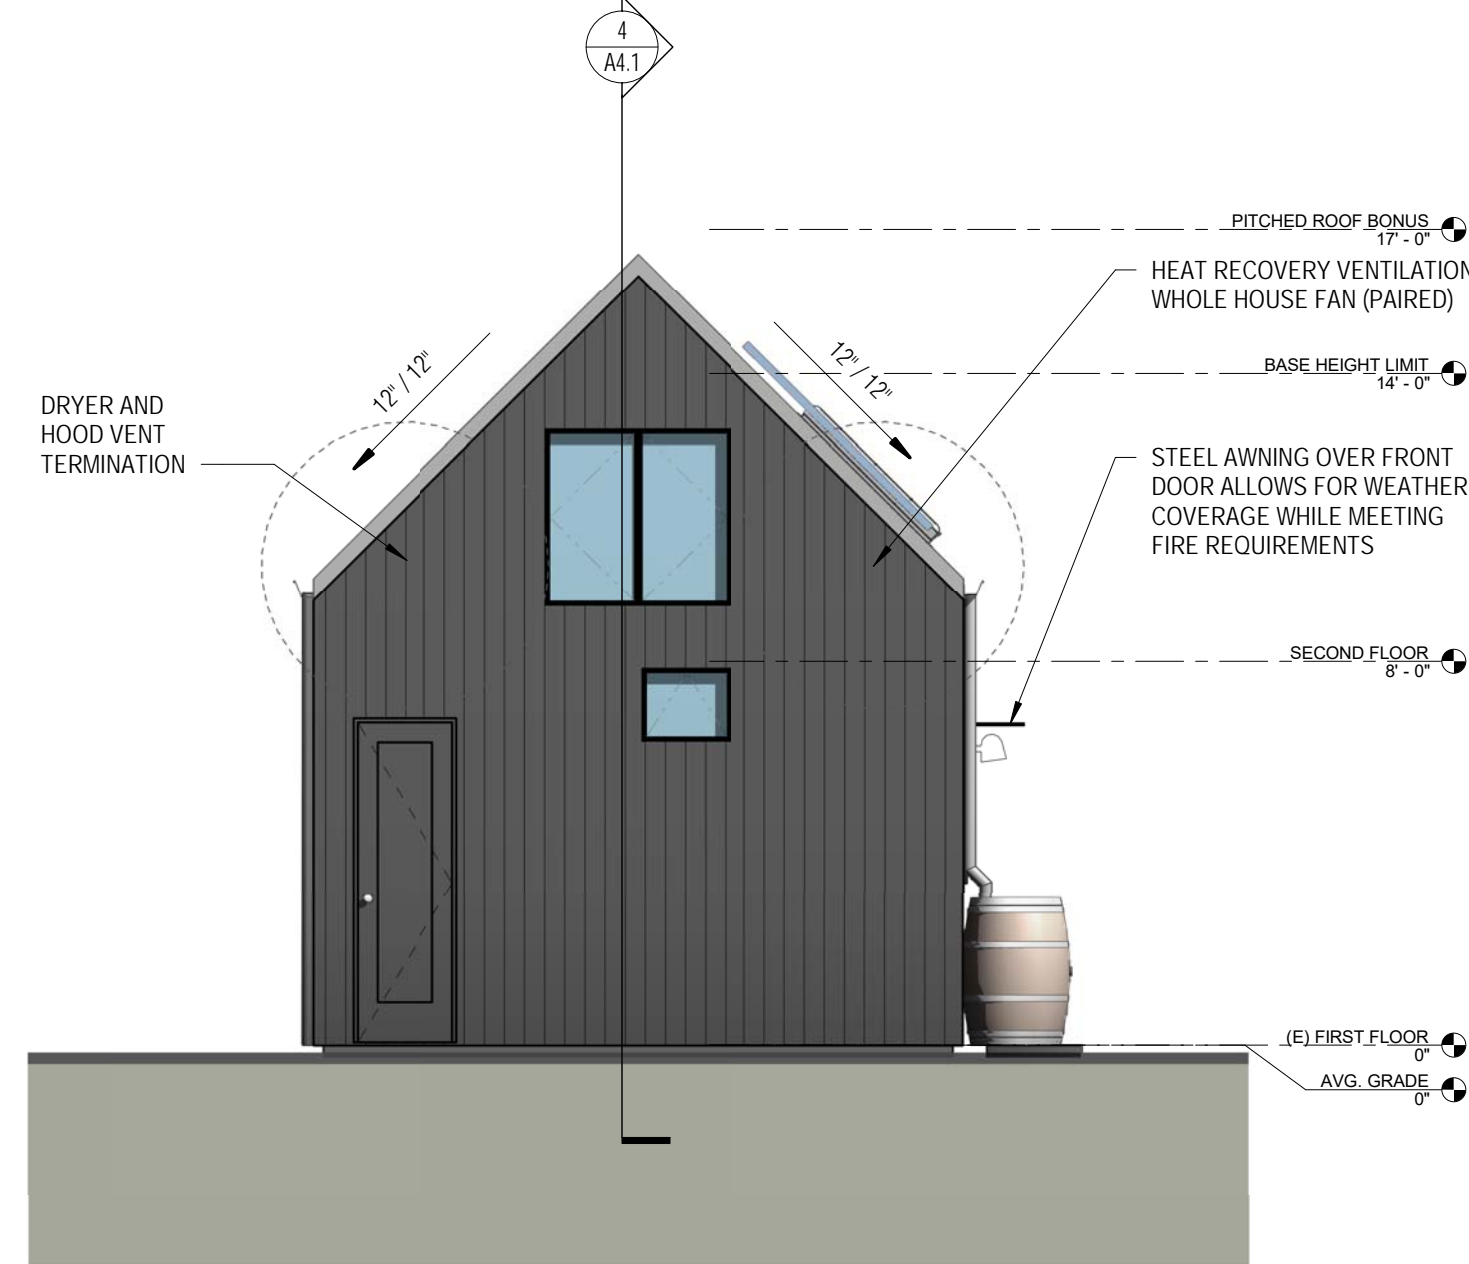 4
A4.1
PITCHED ROOF BONUS
17' - 0"
HEAT RECOVERY VENTILATION
WHOLE HOUSE FAN (PAIRED)
12" / 12"
12" / 12"
BASE HEIGHT LIMIT
14' - 0"
DRYER AND
HOOD VENT
TERMINATION
STEEL AWNING OVER FRONT
DOOR ALLOWS FOR WEATHER
COVERAGE WHILE MEETING
FIRE REQUIREMENTS
SECOND FLOOR
8' - 0"
(E) FIRST FLOOR
0"
AVG. GRADE
0"